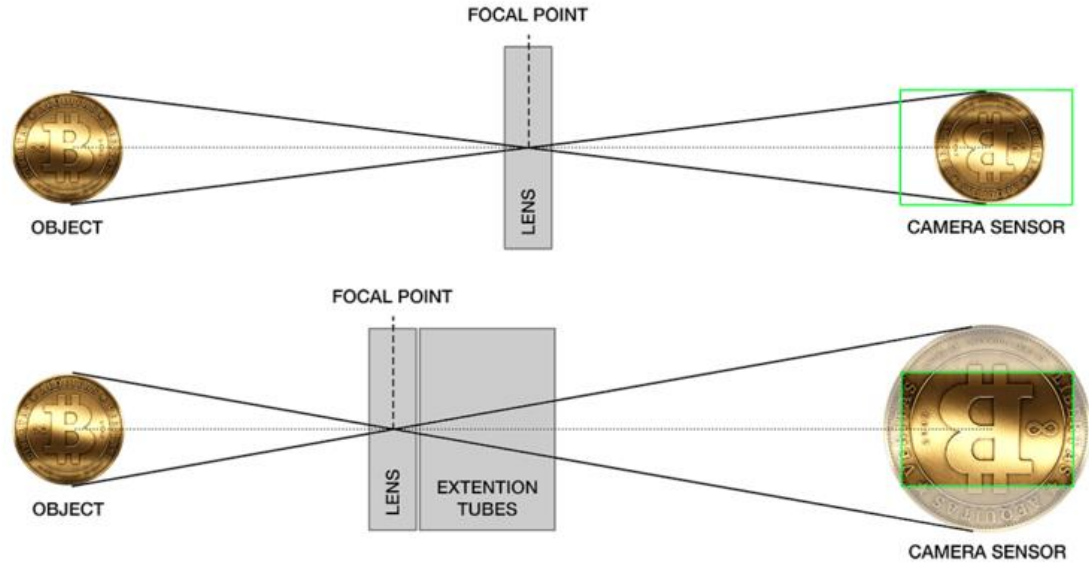 FOCAL POINT
LENS
OBJECT
CAMERA SENSOR
FOCAL POINT
LENS
EXTENTION
TUBES
OBJECT
CAMERA SENSOR